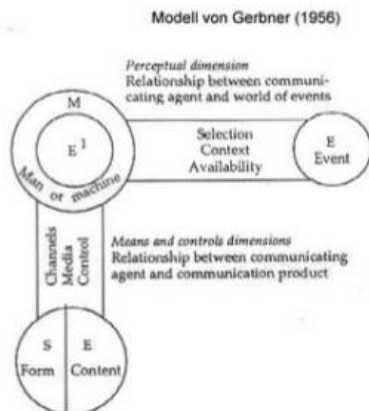 Modell von Gerbner (1956)
Perceptual dimension
Relationship between communi-
cating agent and world of events
M
E 1
Man or machine
Selection
Context
Availability
E
Event
Channels
Media
Control
Means and controls dimensions
Relationship between communicating
agent and communication product
S
Form
E
Content